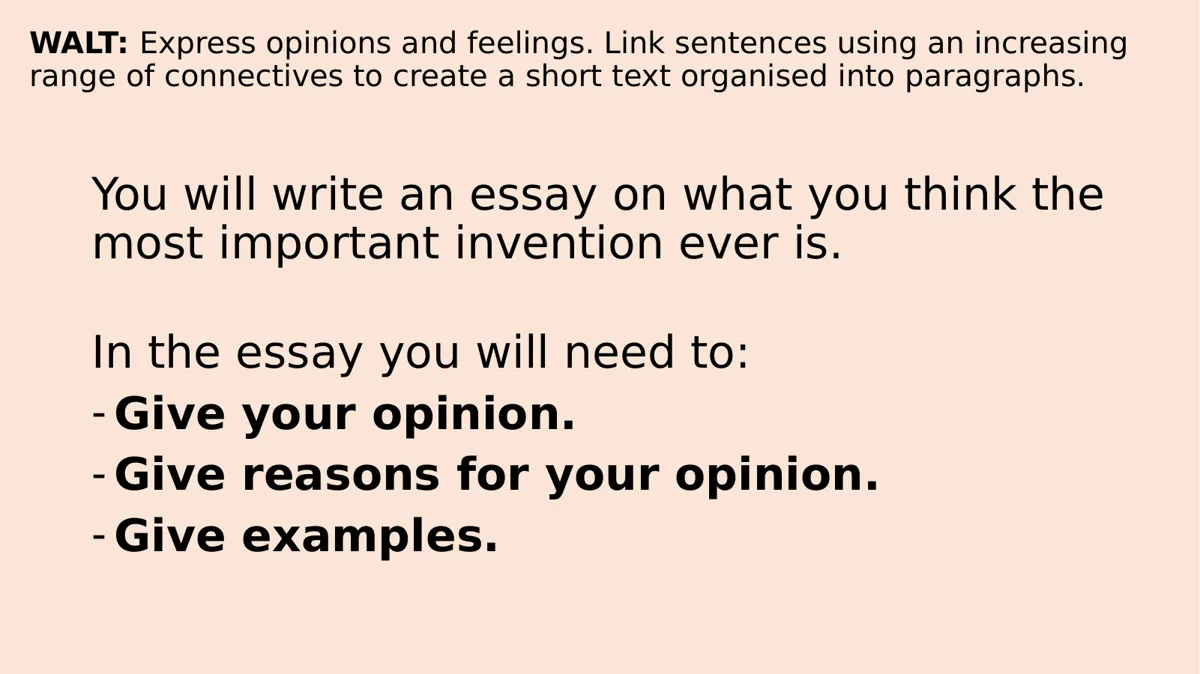 WALT: Express opinions and feelings. Link sentences using an increasing
range of connectives to create a short text organised into paragraphs.
You will write an essay on what you think the
most important invention ever is.
In the essay you will need to:
- Give your opinion.
- Give reasons for your opinion.
- Give examples.